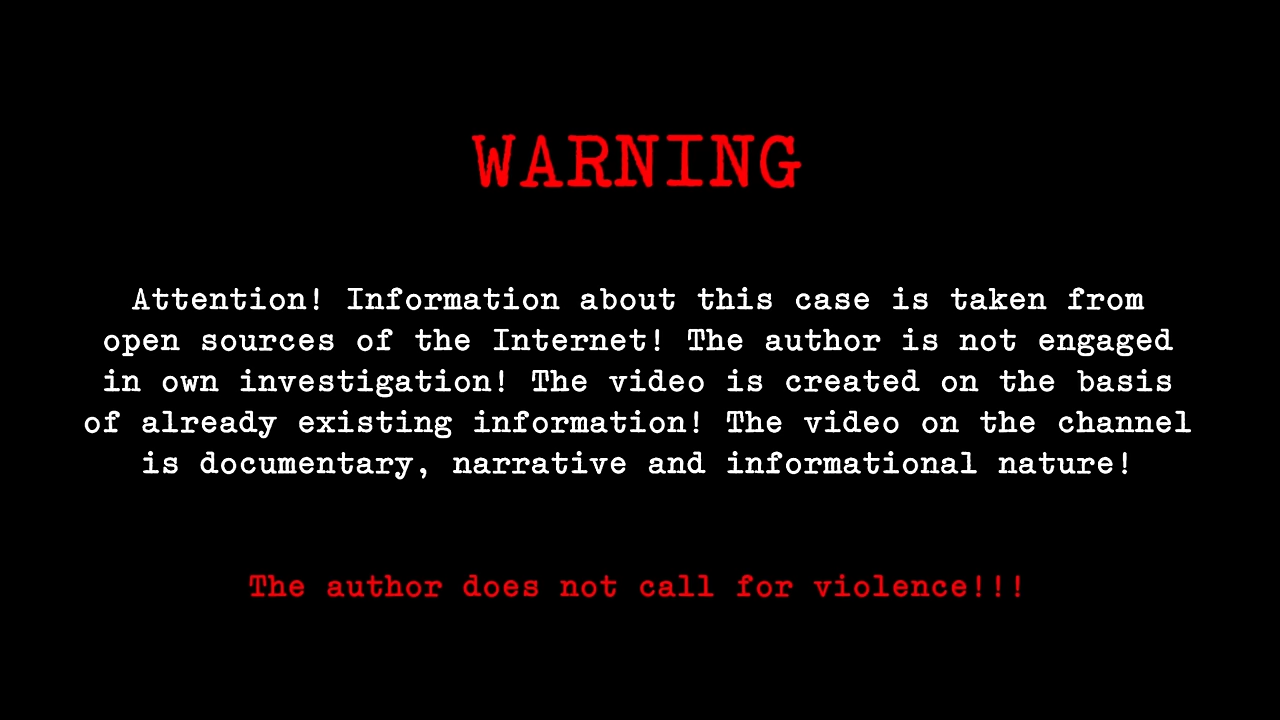 WARNING
Attention! Information about this case is taken from
open sources of the Internet! The author is not engaged
in own investigation! The video is created on the basis
of already existing information! The video on the channel
is documentary, narrative and informational nature!
The author does not call for violence!!!